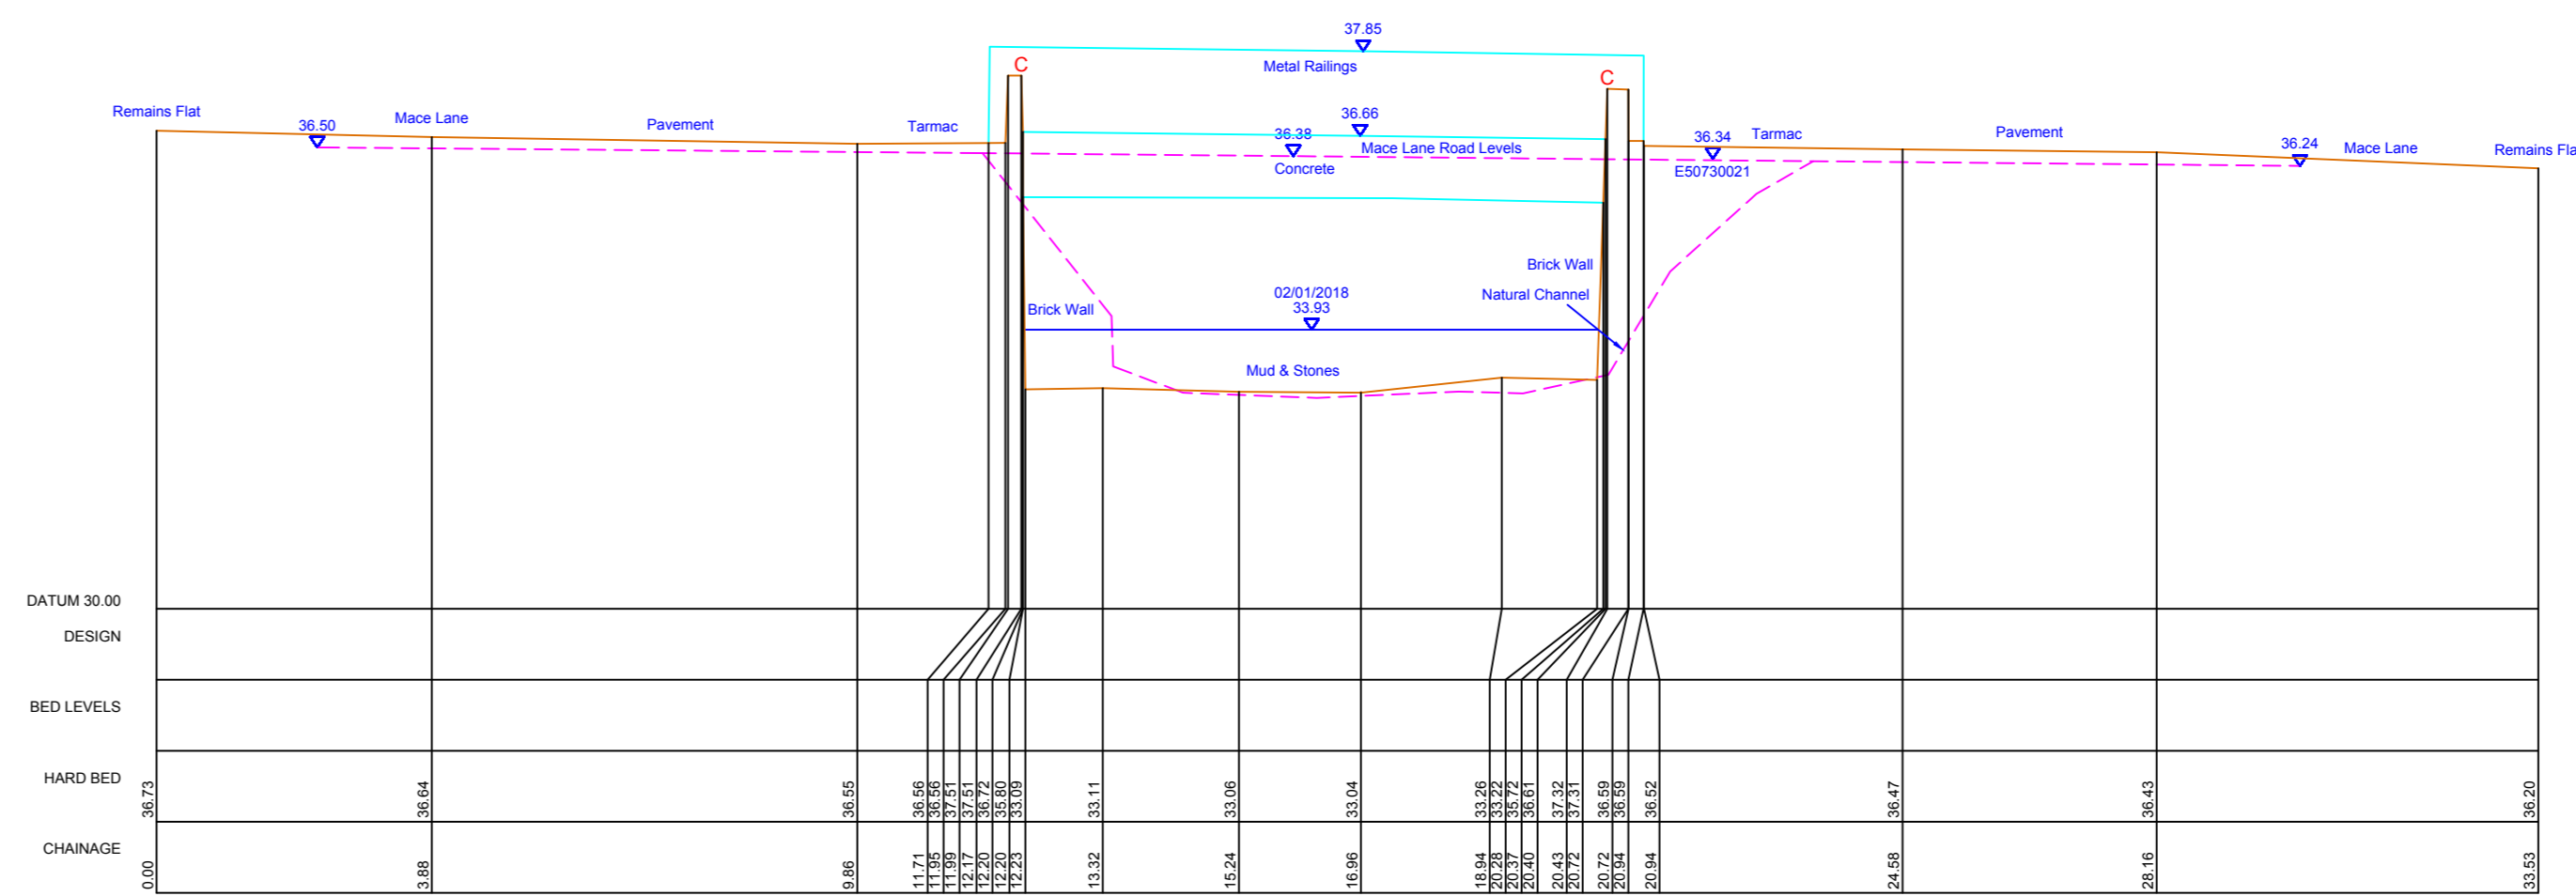 37.85
Metal Railings
C
C
Remains Flat
36.50
Mace Lane
Pavement
Tarmac
36.66
36.38
Mace Lane Road Levels
Concrete
36.34
Tarmac
E50730021
Pavement
36.24
Mace Lane
Remains Fla
Brick Wall
Natural Channel
02/01/2018
33.93
Brick Wall
Mud & Stones
DATUM 30.00
DESIGN
BED LEVELS
HARD BED
36.73
36.64
36.55
36.56
36.56
37.51
37.51
36.72
35.80
33.09
33.11
33.06
33.04
33.26
33.22
35.72
36.61
37.32
37.31
36.59
36.59
36.52
36.47
36.43
36.20
CHAINAGE
0.00
3.88
9.86
11.71
11.95
11.99
12.17
12.20
12.20
12.23
13.32
15.24
16.96
18.94
20.28
20.37
20.40
20.43
20.72
20.72
20.94
20.94
24.58
28.16
33.53